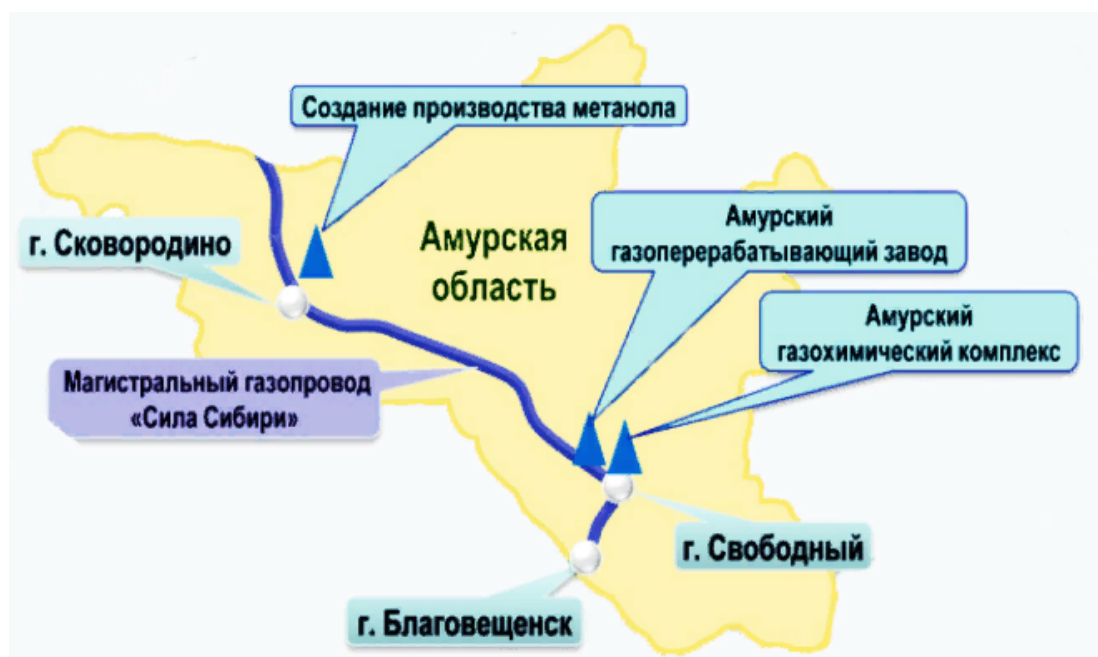 Создание производства метанола
г. Сковородино
Амурская
область
Амурский
газоперерабатывающий завод
Амурский
газохимический комплекс
Магистральный газопровод
«Сила Сибири»
г. Свободный
г. Благовещенск